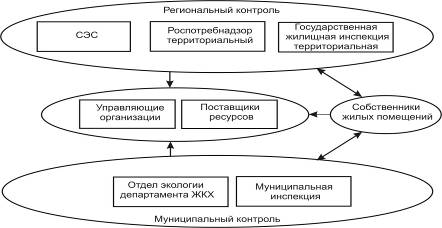 Региональный контроль
СЭС
Роспотребнадзор
территориальный
Государственная
жилищная инспекция
территориальная
Управляющие
организации
Поставщики
ресурсов
Собственники
жилых помещений
Отдел экологии
департамента ЖКХ
Муниципальная
инспекция
Муниципальный контроль